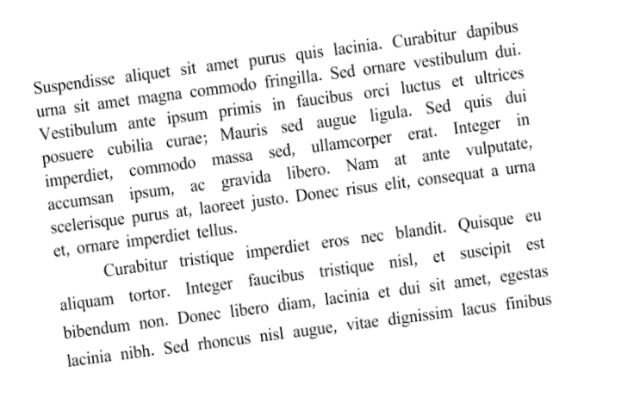 Suspendisse aliquet sit amet purus quis lacinia. Curabitur dapibus
urna sit amet magna commodo fringilla. Sed ornare vestibulum dui.
Vestibulum ante ipsum primis in faucibus orci luctus et ultrices
posuere cubilia curae; Mauris sed augue ligula. Sed quis dui
imperdiet, commodo massa sed, ullamcorper erat. Integer in
accumsan ipsum, ac gravida libero. Nam at ante vulputate,
scelerisque purus at, laoreet justo. Donec risus elit, consequat a urna
et, ornare imperdiet tellus.
Curabitur tristique imperdiet eros nec blandit. Quisque eu
aliquam tortor. Integer faucibus tristique nisl, et suscipit est
bibendum non. Donec libero diam, lacinia et dui sit amet, egestas
lacinia nibh. Sed rhoncus nisl augue, vitae dignissim lacus finibus